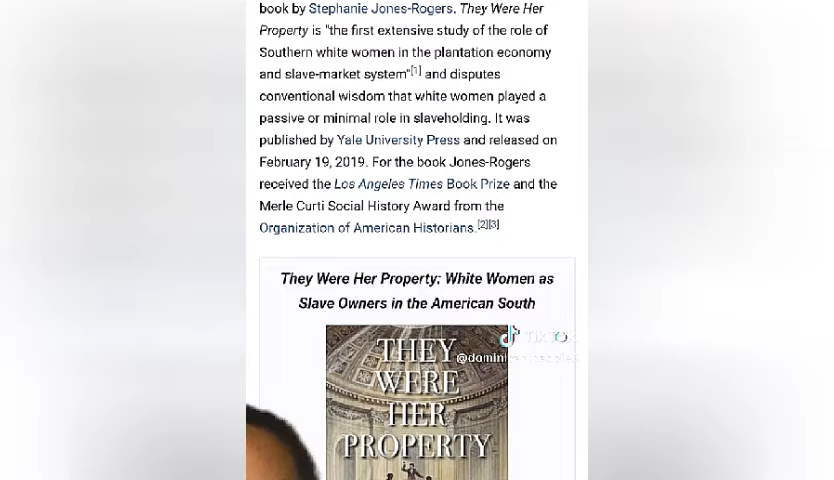 book by Stephanie Jones-Rogers. They Were Her
Property is "the first extensive study of the role of
Southern white women in the plantation economy
and slave-market system"[1] and disputes
conventional wisdom that white women played a
passive or minimal role in slaveholding. It was
published by Yale University Press and released on
February 19, 2019. For the book Jones-Rogers
received the Los Angeles Times Book Prize and the
Merle Curti Social History Award from the
Organization of American Historians.[2][3]
They Were Her Property: White Women as
Slave Owners in the American South
TikTok
THEY
WERE
HER
PROPERTY